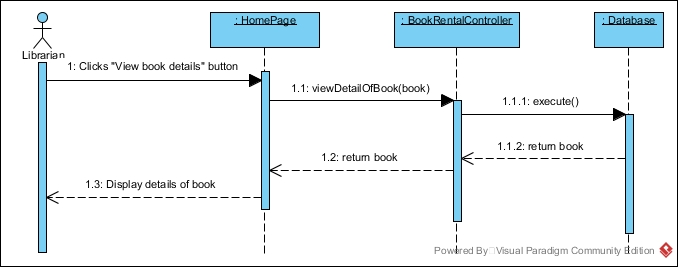 : HomePage
: BookRentalController
: Database
Librarian
1: Clicks "View book details" button
1.1: viewDetailOfBook(book)
1.1.1: execute()
1.1.2: return book
1.2: return book
1.3: Display details of book
Powered By Visual Paradigm Community Edition